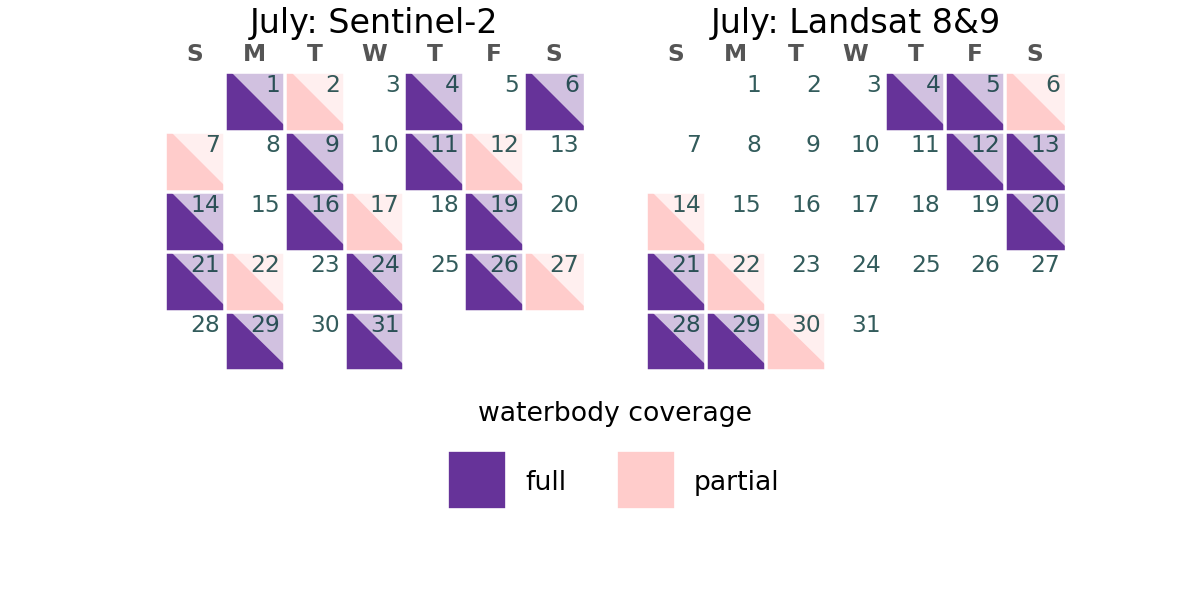 July: Sentinel-2
S M T W T F S
1 2 3 4 5 6
7 8 9 10 11 12 13
14 15 16 17 18 19 20
21 22 23 24 25 26 27
28 29 30 31
July: Landsat 8&9
S M T W T F S
1 2 3 4 5 6
7 8 9 10 11 12 13
14 15 16 17 18 19 20
21 22 23 24 25 26 27
28 29 30 31
waterbody coverage
full partial